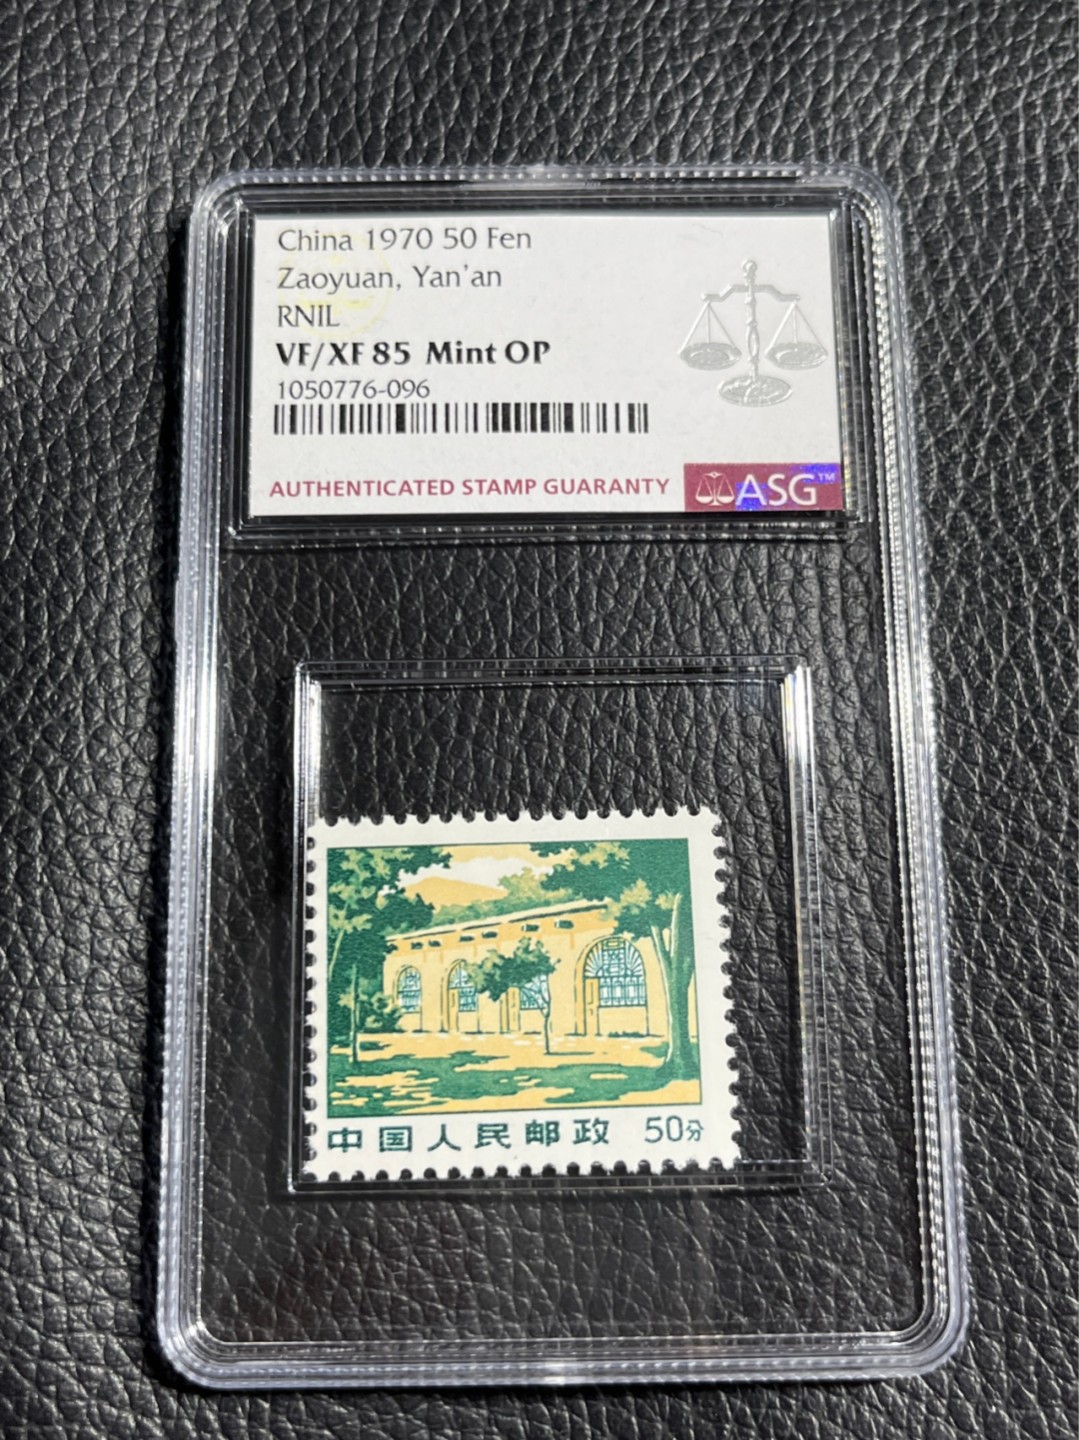 China 1970 50 Fen
Zaoyuan, Yan'an
RNIL
VF/XF 85 Mint OP
1050776-096
AUTHENTICATED STAMP GUARANTY
ASG™
中国人民邮政 50分